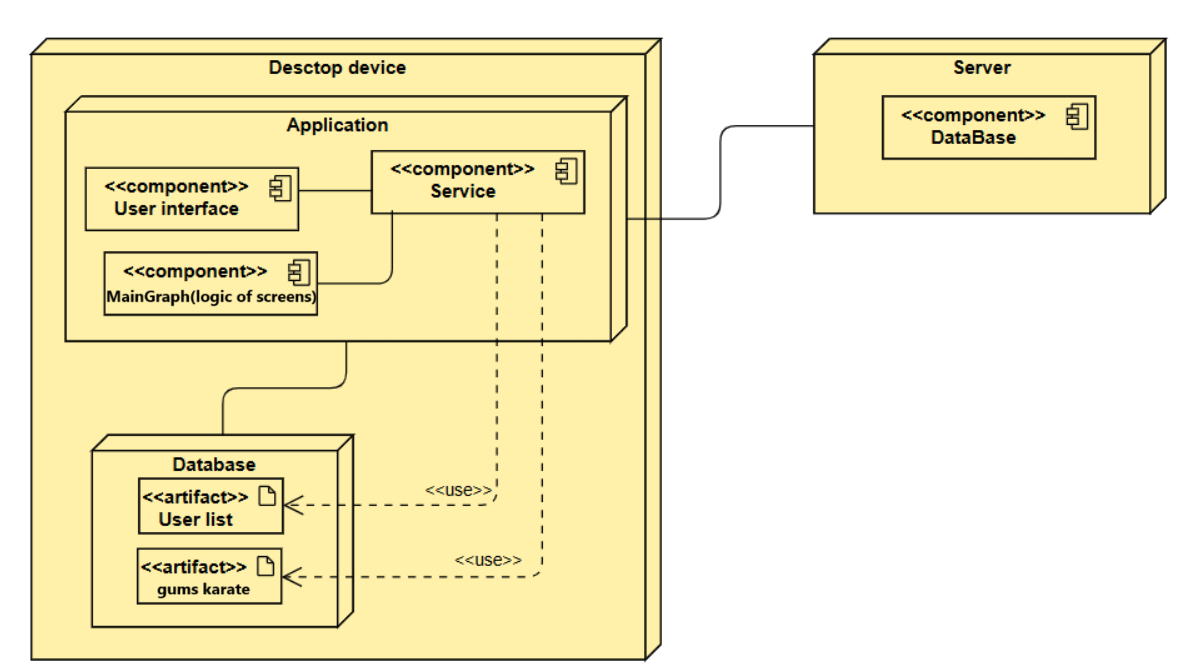 Desctop device
Server
Application
<<component>>
DataBase
<<component>>
User interface
<<component>>
Service
<<component>>
MainGraph(logic of screens)
Database
<<artifact>>
User list
<<use>>
<<artifact>>
gums karate
<<use>>